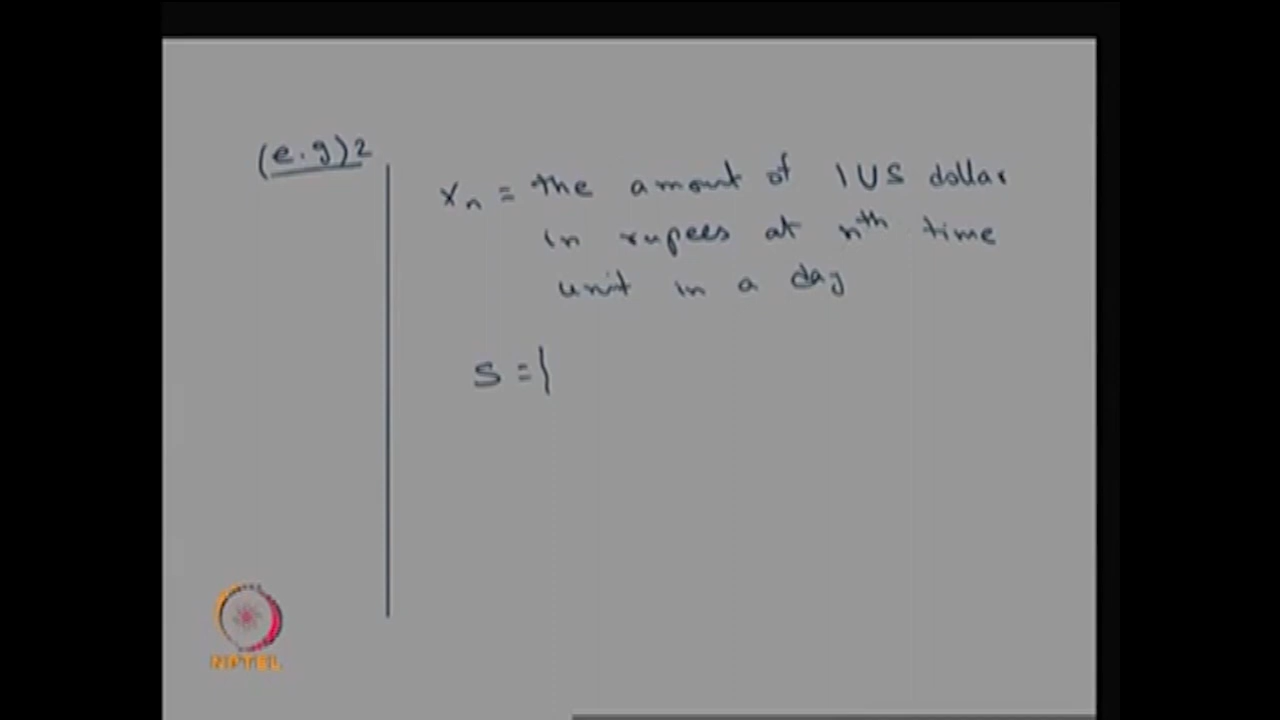 (e.g) 2
Xn = the amount of 1 US dollar
in rupees at nth time
unit in a day
S = {
NPTEL